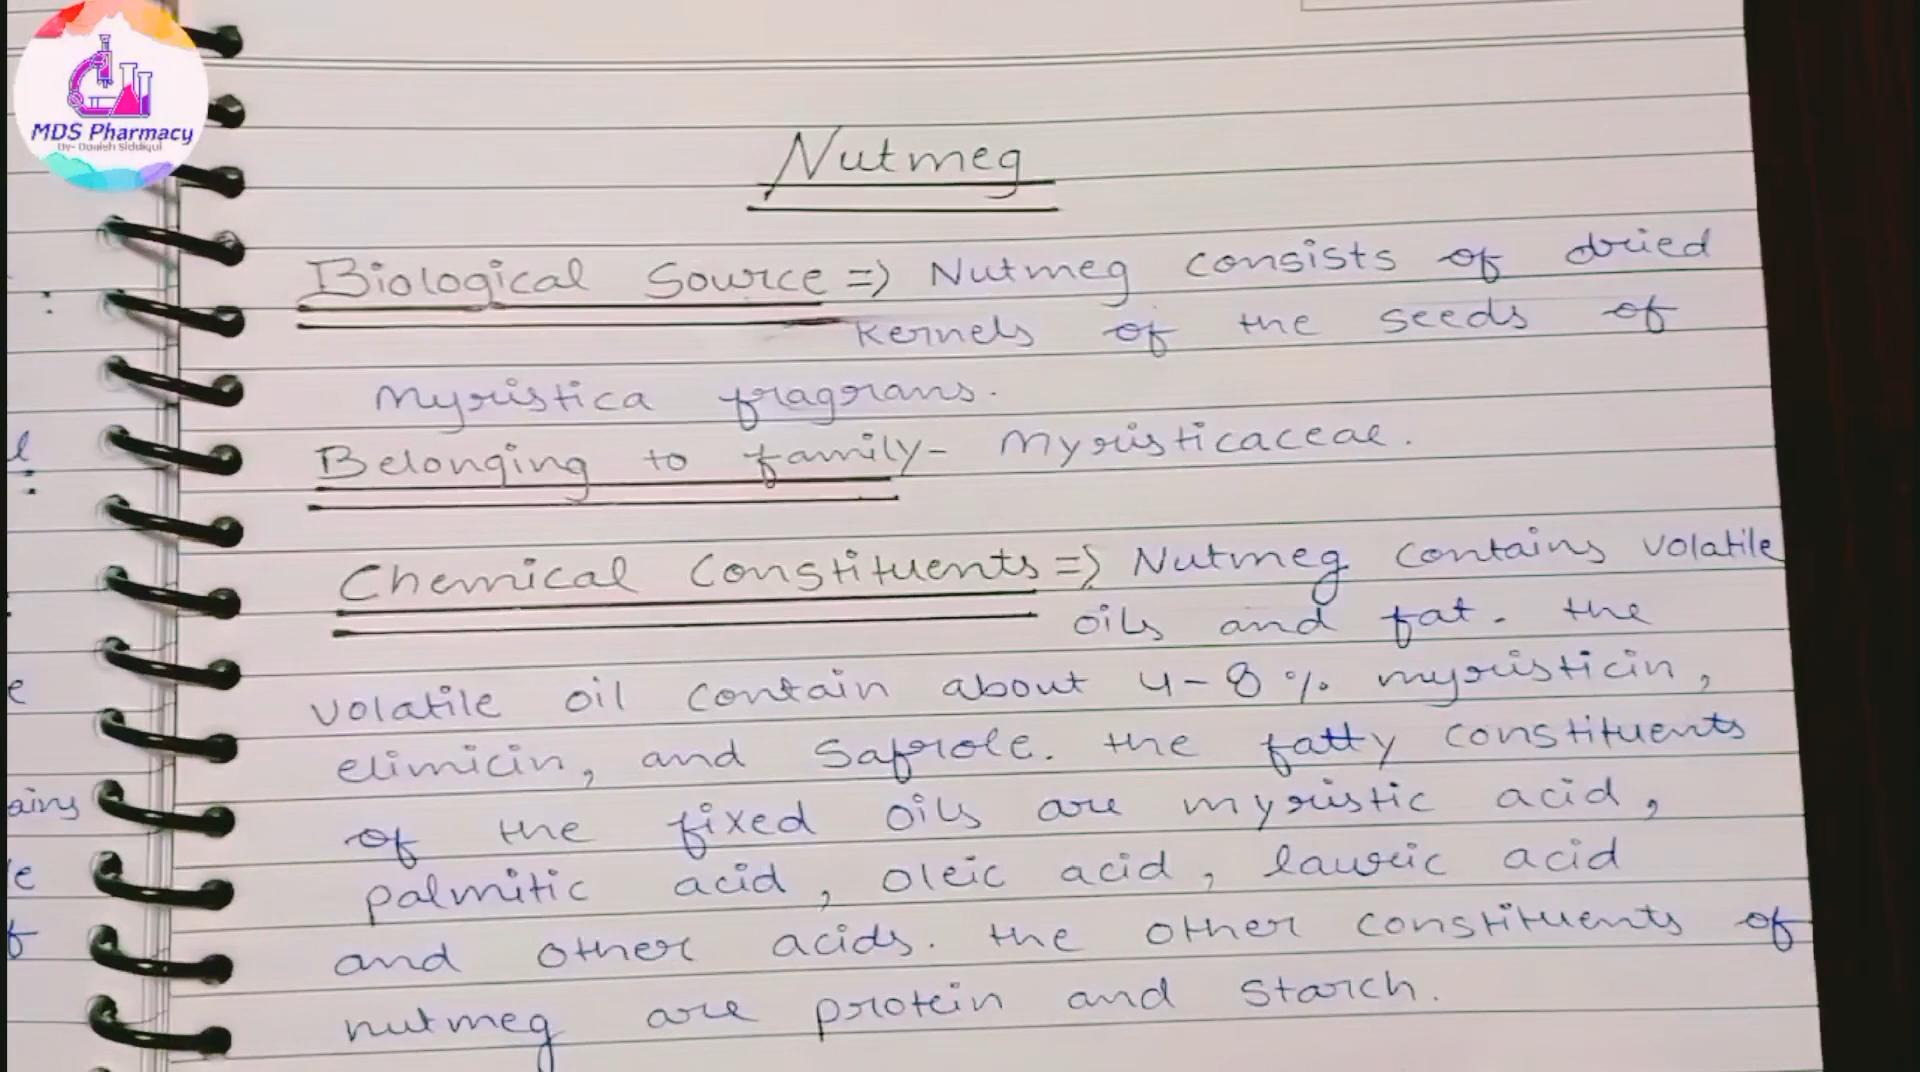 MDS Pharmacy
By- Danish Siddiqui
Nutmeg
Biological Source => Nutmeg consists of dried
kernels of the seeds of
Myristica fragrans.
Belonging to family- Myristicaceae.
Chemical Constituents => Nutmeg contains volatile
oils and fat. the
volatile oil contain about 4-8% myristicin,
elimicin, and Safrole. the fatty constituents
of the fixed oils are myristic acid,
palmitic acid, oleic acid, lauric acid
and other acids. the other constituents of
nutmeg are protein and starch.